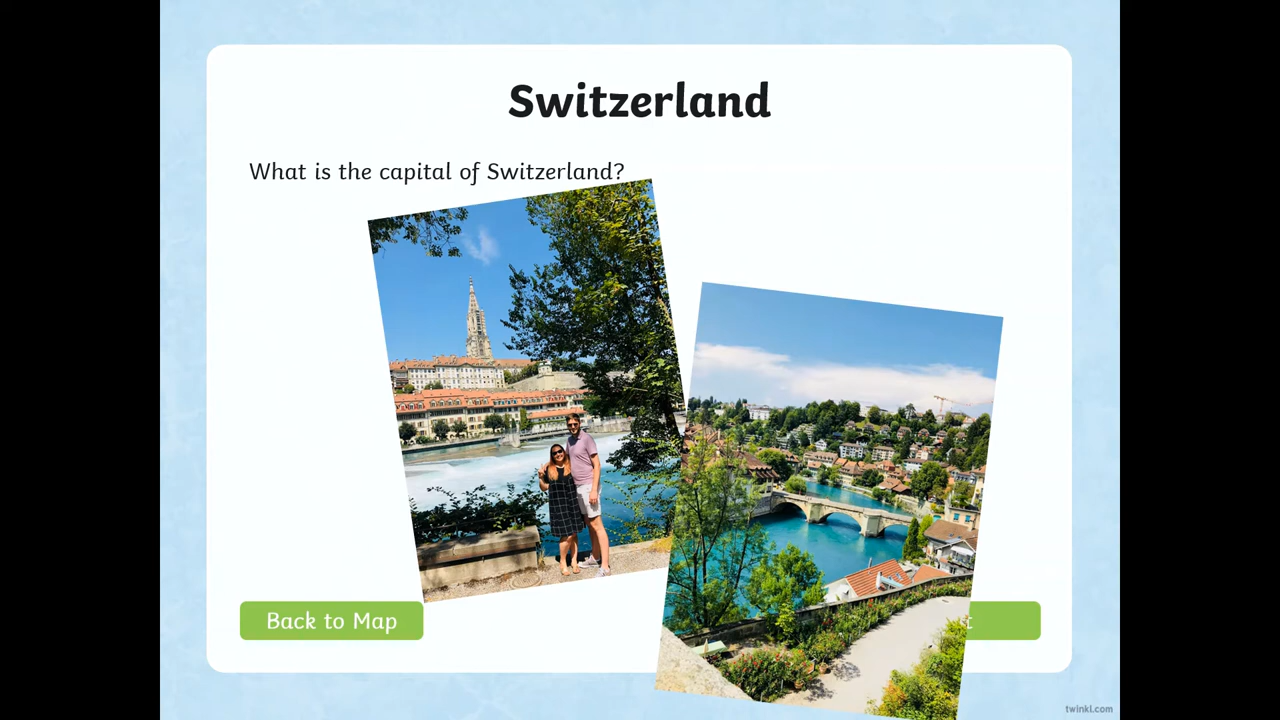 Switzerland
What is the capital of Switzerland?
Back to Map
twinkl.com